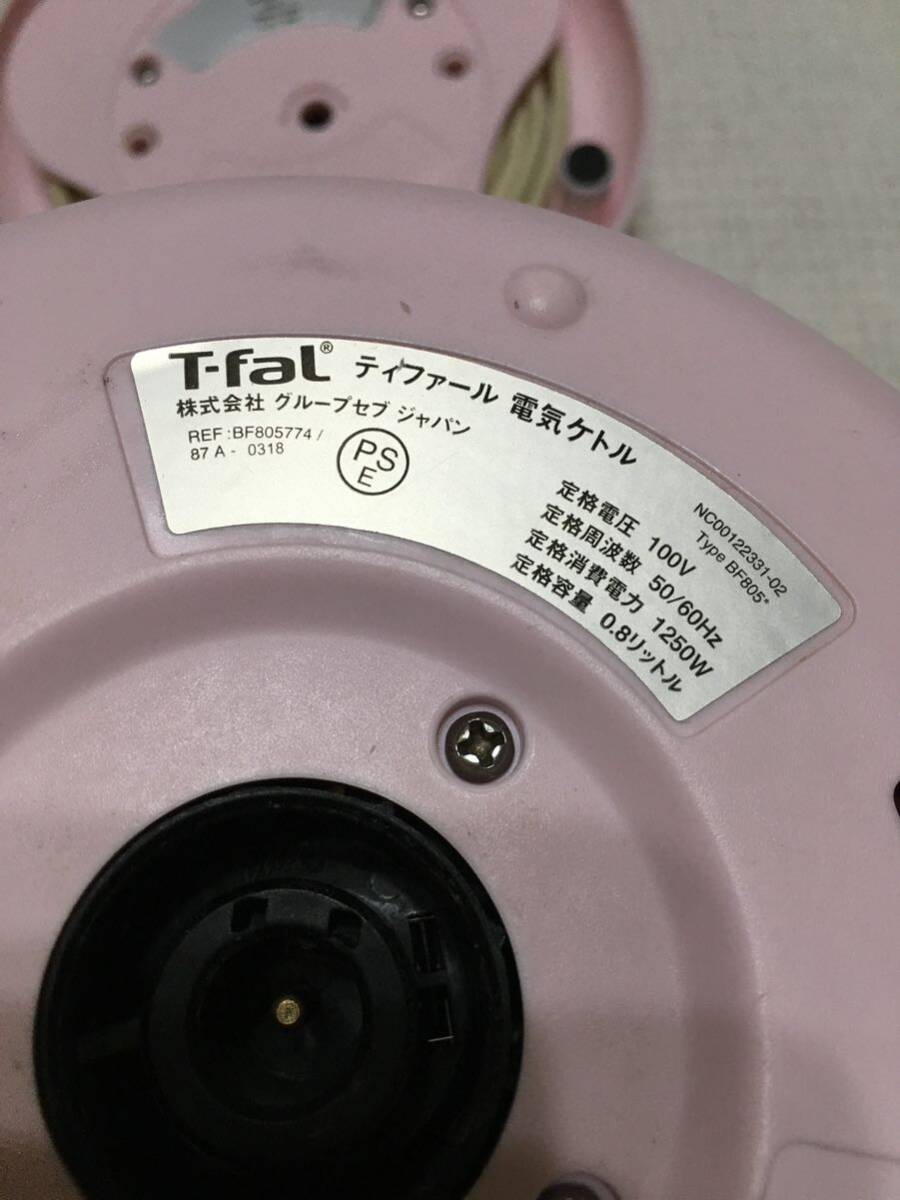 T-faL® ティファール 電気ケトル
株式会社 グループセブ ジャパン
REF :BF805774 /
87 A - 0318
PS
E
NC00122331-02
Type BF805*
定格電圧 100V
定格周波数 50/60Hz
定格消費電力 1250W
定格容量 0.8リットル